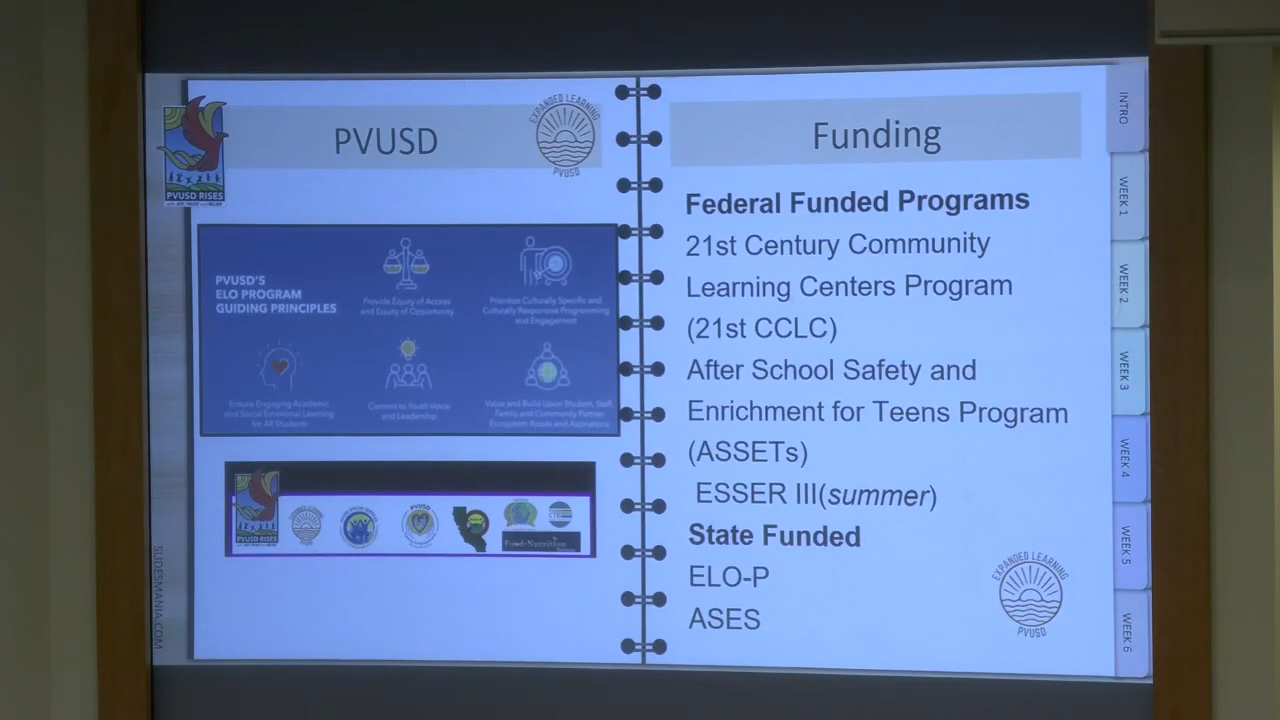 PVUSD
EXPANDED LEARNING
PVUSD
PVUSD RISES
PVUSD'S
ELO PROGRAM
GUIDING PRINCIPLES
Provide Equity of Access
and Equity of Opportunity
Prioritize Culturally Specific and
Culturally Responsive Programming
and Engagement
Ensure Engaging Academic
and Social Emotional Learning
for All Students
Commit to Youth Voice
and Leadership
Value and Build Upon Student, Staff,
Family and Community Partner
Ecosystem Assets and Aspirations
PVUSD RISES
PVUSD
Food & Nutrition
SLIDESMANIA.COM
Funding
Federal Funded Programs
21st Century Community
Learning Centers Program
(21st CCLC)
After School Safety and
Enrichment for Teens Program
(ASSETs)
ESSER III(summer)
State Funded
ELO-P
ASES
EXPANDED LEARNING
PVUSD
INTRO
WEEK 1
WEEK 2
WEEK 3
WEEK 4
WEEK 5
WEEK 6